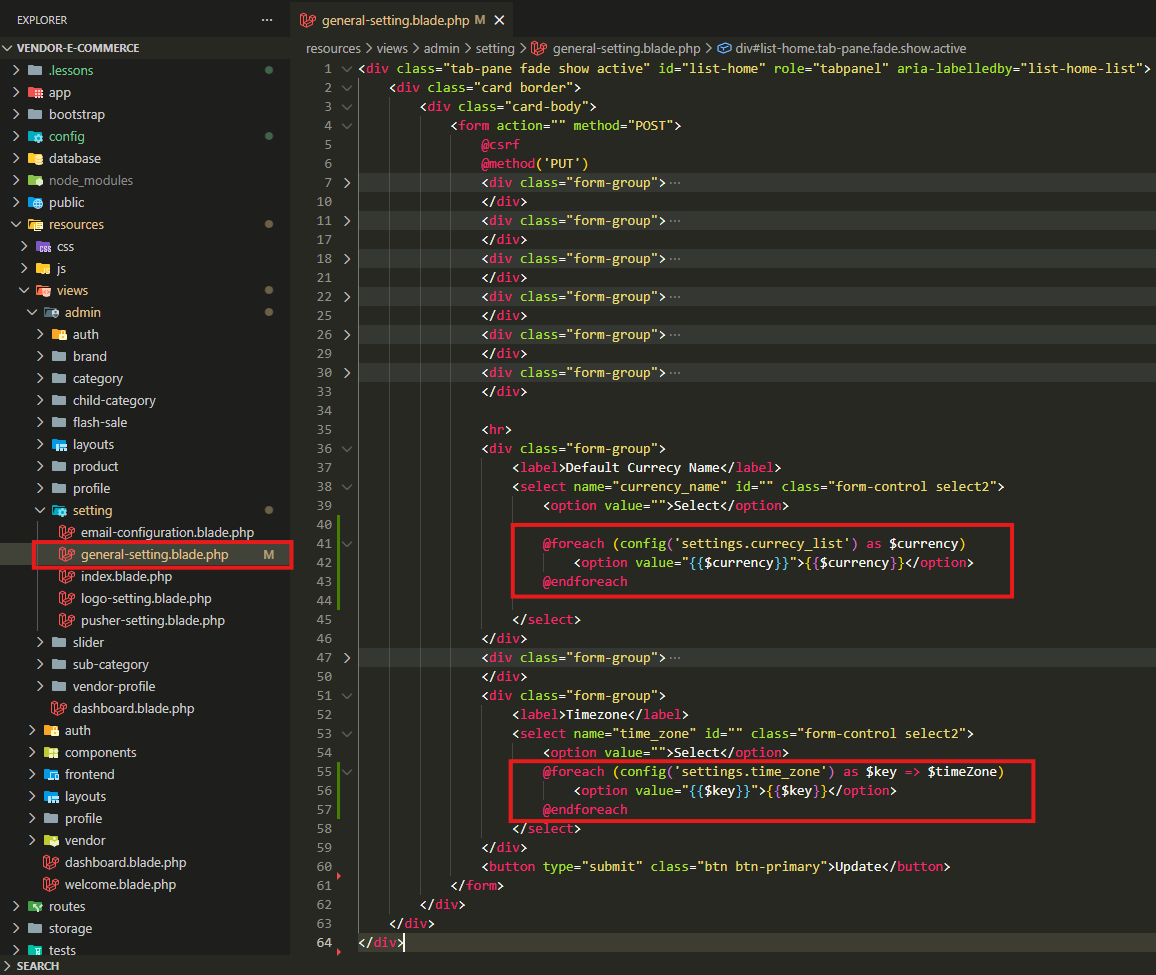 EXPLORER
...
VENDOR-E-COMMERCE
.lessons
app
bootstrap
config
database
node_modules
public
resources
css
js
views
admin
auth
brand
category
child-category
flash-sale
layouts
product
profile
setting
email-configuration.blade.php
general-setting.blade.php M
index.blade.php
logo-setting.blade.php
pusher-setting.blade.php
slider
sub-category
vendor-profile
dashboard.blade.php
auth
components
frontend
layouts
profile
vendor
dashboard.blade.php
welcome.blade.php
routes
storage
tests
SEARCH
general-setting.blade.php M
resources > views > admin > setting > general-setting.blade.php > div#list-home.tab-pane.fade.show.active
1 <div class="tab-pane fade show active" id="list-home" role="tabpanel" aria-labelledby="list-home-list">
2 <div class="card border">
3 <div class="card-body">
4 <form action="" method="POST">
5 @csrf
6 @method('PUT')
7 <div class="form-group"> ...
10 </div>
11 <div class="form-group"> ...
17 </div>
18 <div class="form-group"> ...
21 </div>
22 <div class="form-group"> ...
25 </div>
26 <div class="form-group"> ...
29 </div>
30 <div class="form-group"> ...
33 </div>
34
35 <hr>
36 <div class="form-group">
37 <label>Default Currecy Name</label>
38 <select name="currency_name" id="" class="form-control select2">
39 <option value="">Select</option>
40
41 @foreach (config('settings.currecy_list') as $currency)
42 <option value="{{$currency}}">{{$currency}}</option>
43 @endforeach
44
45 </select>
46 </div>
47 <div class="form-group"> ...
50 </div>
51 <div class="form-group">
52 <label>Timezone</label>
53 <select name="time_zone" id="" class="form-control select2">
54 <option value="">Select</option>
55 @foreach (config('settings.time_zone') as $key => $timeZone)
56 <option value="{{$key}}">{{$key}}</option>
57 @endforeach
58 </select>
59 </div>
60 <button type="submit" class="btn btn-primary">Update</button>
61 </form>
62 </div>
63 </div>
64 </div>